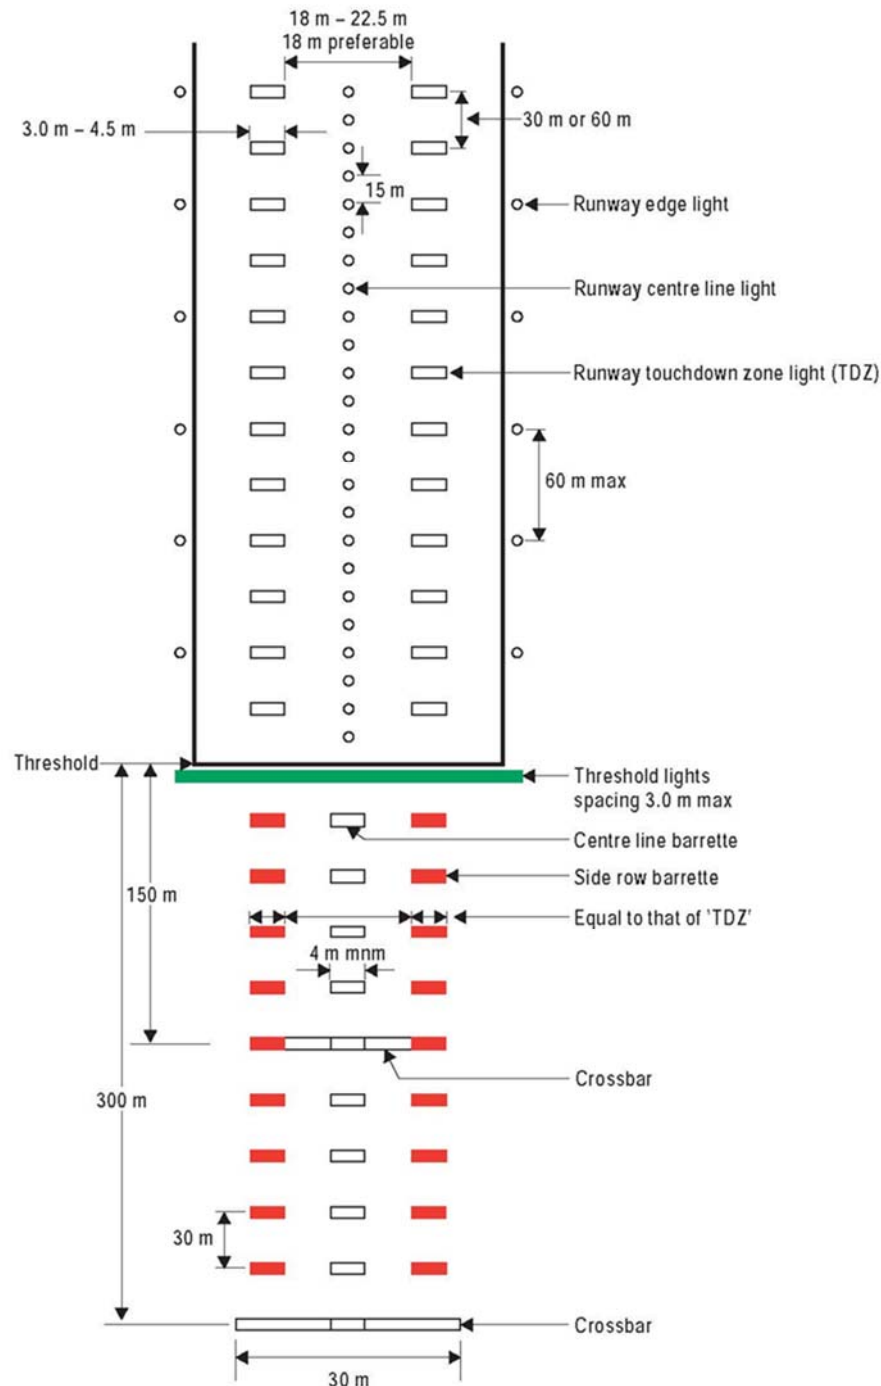 18 m – 22.5 m
18 m preferable
3.0 m – 4.5 m
30 m or 60 m
15 m
Runway edge light
Runway centre line light
Runway touchdown zone light (TDZ)
60 m max
Threshold
Threshold lights
spacing 3.0 m max
Centre line barrette
Side row barrette
150 m
Equal to that of 'TDZ'
4 m mnm
Crossbar
300 m
30 m
Crossbar
30 m